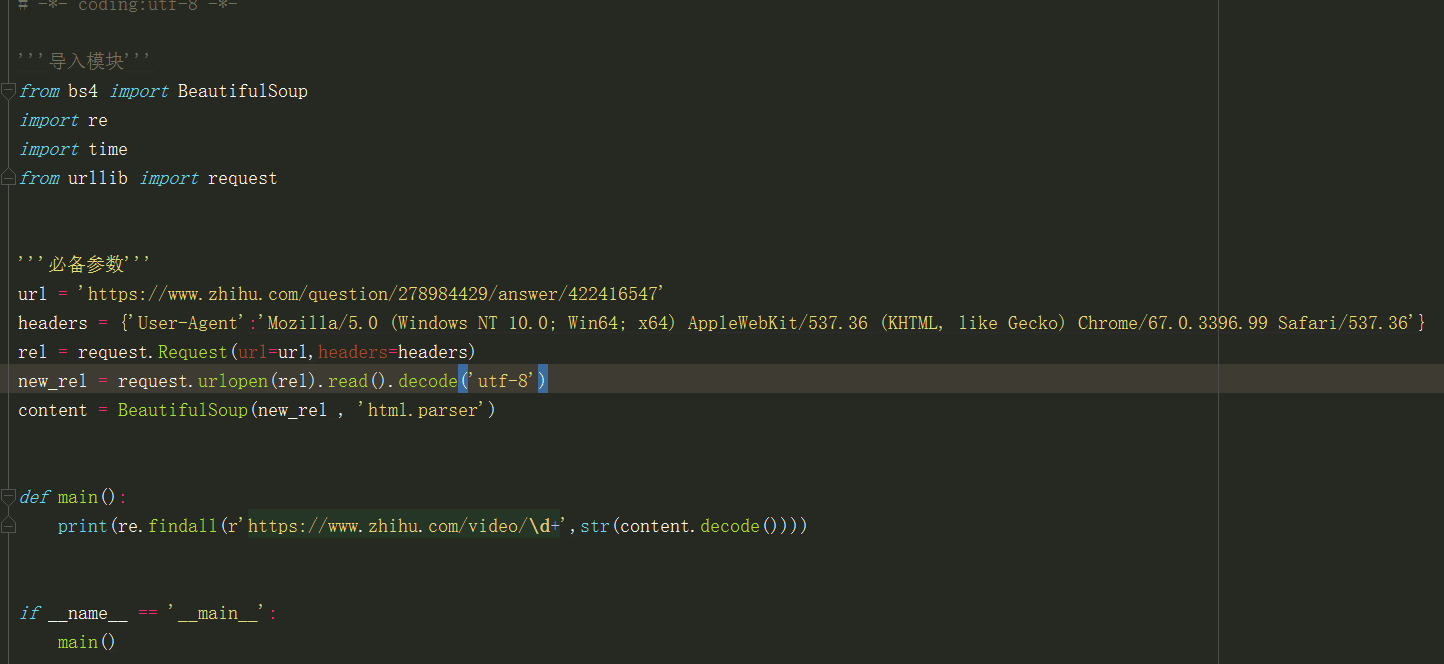 # -*- coding:utf-8 -*-
'''导入模块'''
from bs4 import BeautifulSoup
import re
import time
from urllib import request
'''必备参数'''
url = 'https://www.zhihu.com/question/278984429/answer/422416547'
headers = {'User-Agent':'Mozilla/5.0 (Windows NT 10.0; Win64; x64) AppleWebKit/537.36 (KHTML, like Gecko) Chrome/67.0.3396.99 Safari/537.36'}
rel = request.Request(url=url,headers=headers)
new_rel = request.urlopen(rel).read().decode('utf-8')
content = BeautifulSoup(new_rel , 'html.parser')
def main():
    print(re.findall(r'https://www.zhihu.com/video/\d+',str(content.decode())))
if __name__ == '__main__':
    main()